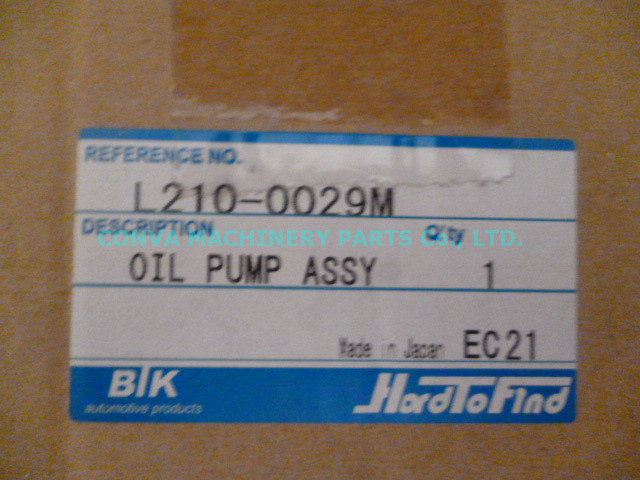 REFERENCE NO.
L210-0029M
DESCRIPTION Q'ty
CONVA MACHINERY PARTS CO., LTD.
OIL PUMP ASSY 1
Made in Japan EC21
BTK HardToFind
automotive products